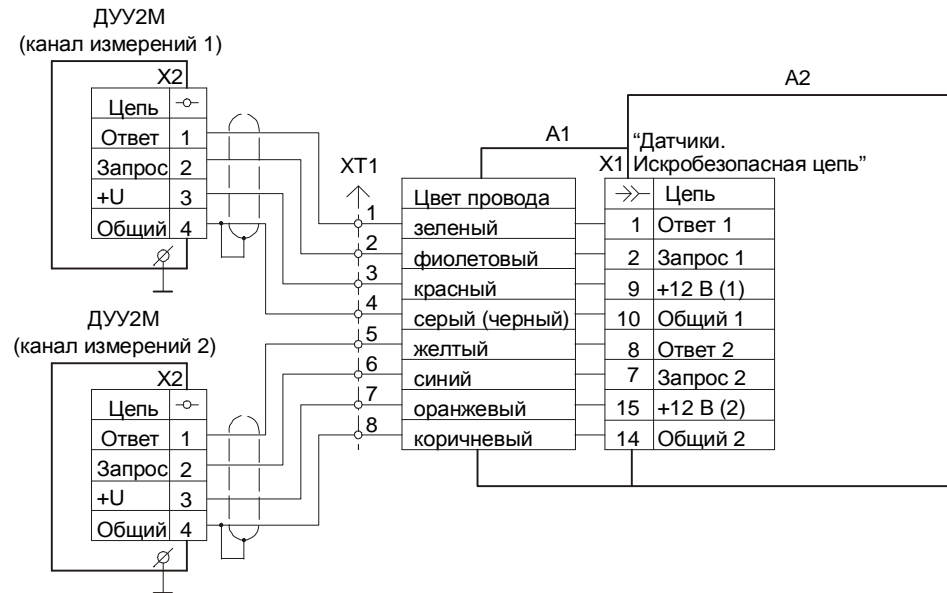 ДУУ2М
(канал измерений 1)
X2
Цепь
Ответ 1
Запрос 2
+U 3
Общий 4
ДУУ2М
(канал измерений 2)
X2
Цепь
Ответ 1
Запрос 2
+U 3
Общий 4
XT1
1
2
3
4
5
6
7
8
A1
Цвет провода
зеленый
фиолетовый
красный
серый (черный)
желтый
синий
оранжевый
коричневый
A2
“Датчики.
Искробезопасная цепь”
X1
Цепь
1 Ответ 1
2 Запрос 1
9 +12 В (1)
10 Общий 1
8 Ответ 2
7 Запрос 2
15 +12 В (2)
14 Общий 2